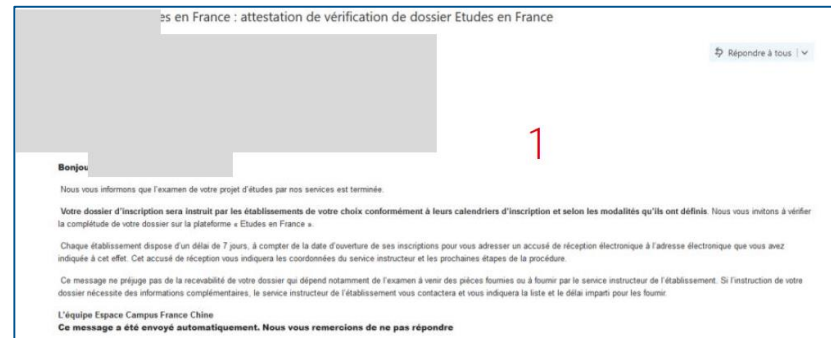 es en France : attestation de vérification de dossier Etudes en France
Répondre à tous
1
Bonjou
Nous vous informons que l'examen de votre projet d'études par nos services est terminée.
Votre dossier d'inscription sera instruit par les établissements de votre choix conformément à leurs calendriers d'inscription et selon les modalités qu'ils ont définis. Nous vous invitons à vérifier
la complétude de votre dossier sur la plateforme « Etudes en France ».
Chaque établissement dispose d'un délai de 7 jours, à compter de la date d'ouverture de ses inscriptions pour vous adresser un accusé de réception électronique à l'adresse électronique que vous avez
indiquée à cet effet. Cet accusé de réception vous indiquera les coordonnées du service instructeur et les prochaines étapes de la procédure.
Ce message ne préjuge pas de la recevabilité de votre dossier qui dépend notamment de l'examen à venir des pièces fournies ou à fournir par le service instructeur de l'établissement. Si l'instruction de votre
dossier nécessite des informations complémentaires, le service instructeur de l'établissement vous contactera et vous indiquera la liste et le délai imparti pour les fournir.
L'équipe Espace Campus France Chine
Ce message a été envoyé automatiquement. Nous vous remercions de ne pas répondre